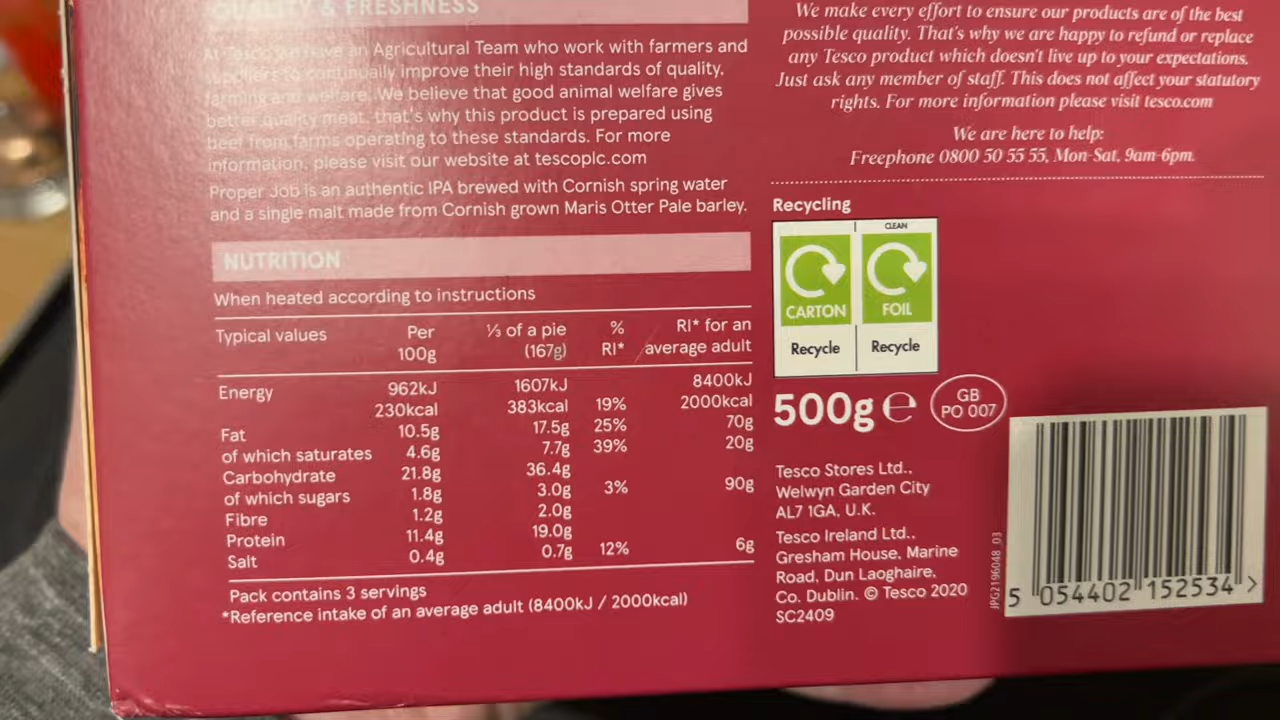 QUALITY & FRESHNESS
At Tesco we have an Agricultural Team who work with farmers and
suppliers to continually improve their high standards of quality,
farming and welfare. We believe that good animal welfare gives
better quality meat, that's why this product is prepared using
beef from farms operating to these standards. For more
information, please visit our website at tescoplc.com
Proper Job is an authentic IPA brewed with Cornish spring water
and a single malt made from Cornish grown Maris Otter Pale barley.
NUTRITION
When heated according to instructions
Typical values Per 100g ⅓ of a pie (167g) % RI* RI* for an average adult
Energy 962kJ 1607kJ 8400kJ
230kcal 383kcal 19% 2000kcal
Fat 10.5g 17.5g 25% 70g
of which saturates 4.6g 7.7g 39% 20g
Carbohydrate 21.8g 36.4g
of which sugars 1.8g 3.0g 3% 90g
Fibre 1.2g 2.0g
Protein 11.4g 19.0g
Salt 0.4g 0.7g 12% 6g
Pack contains 3 servings
*Reference intake of an average adult (8400kJ / 2000kcal)
We make every effort to ensure our products are of the best
possible quality. That's why we are happy to refund or replace
any Tesco product which doesn't live up to your expectations.
Just ask any member of staff. This does not affect your statutory
rights. For more information please visit tesco.com
We are here to help:
Freephone 0800 50 55 55, Mon-Sat, 9am-6pm.
Recycling
CLEAN
CARTON FOIL
Recycle Recycle
500g e
GB
PO 007
Tesco Stores Ltd.,
Welwyn Garden City
AL7 1GA, U.K.
Tesco Ireland Ltd.,
Gresham House, Marine
Road, Dun Laoghaire,
Co. Dublin. © Tesco 2020
SC2409
JPG2196048_03
5 054402 152534 >